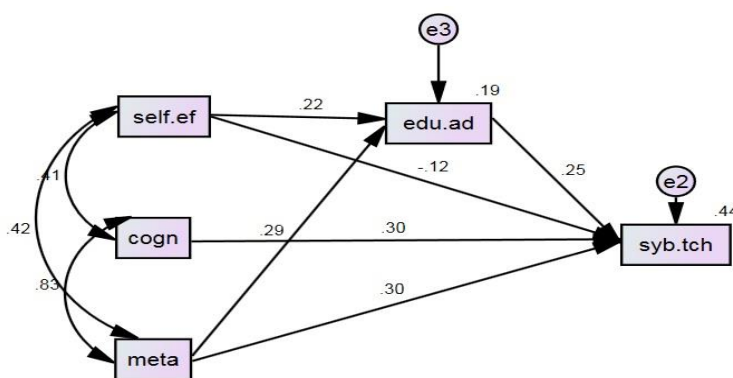 e3
.19
self.ef
.22
edu.ad
-.12
.25
e2
.41
.44
.42
cogn
.29
.30
syb.tch
.83
.30
meta